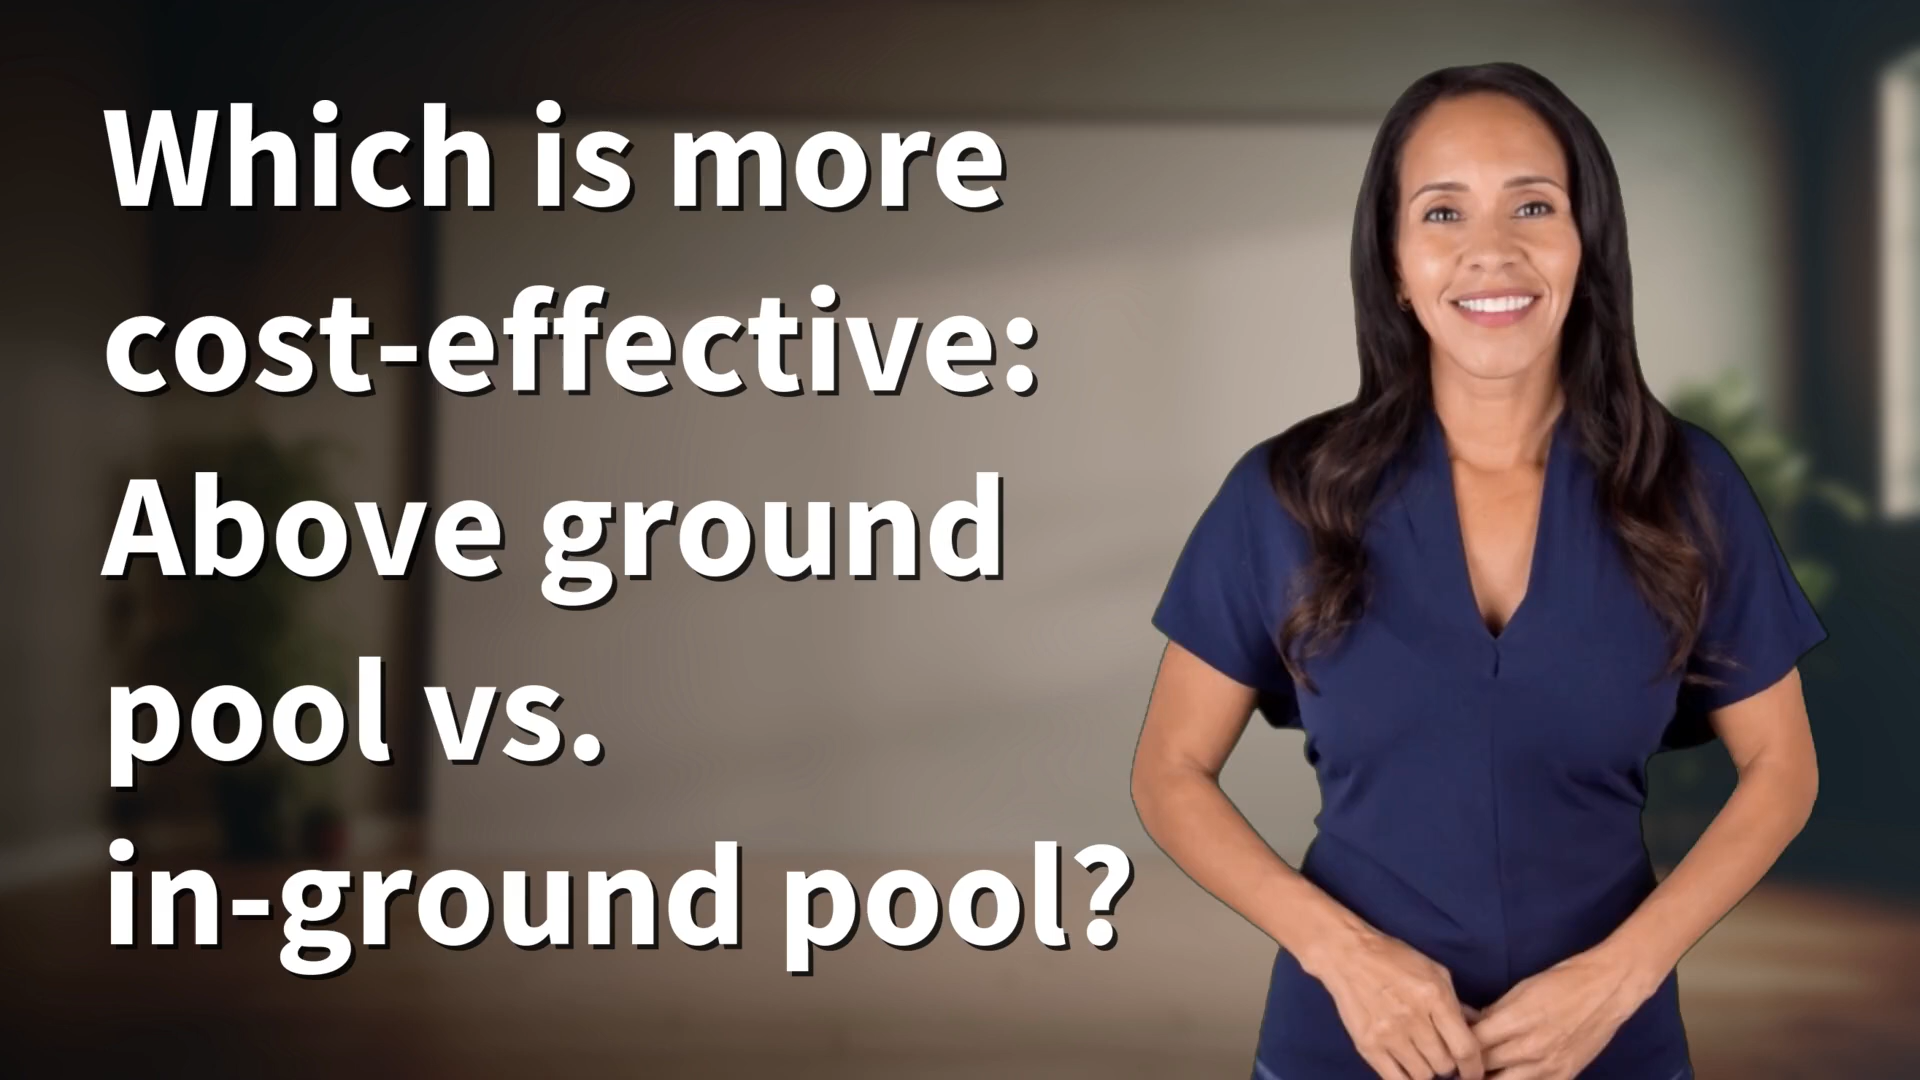 Which is more
cost-effective:
Above ground
pool vs.
in-ground pool?